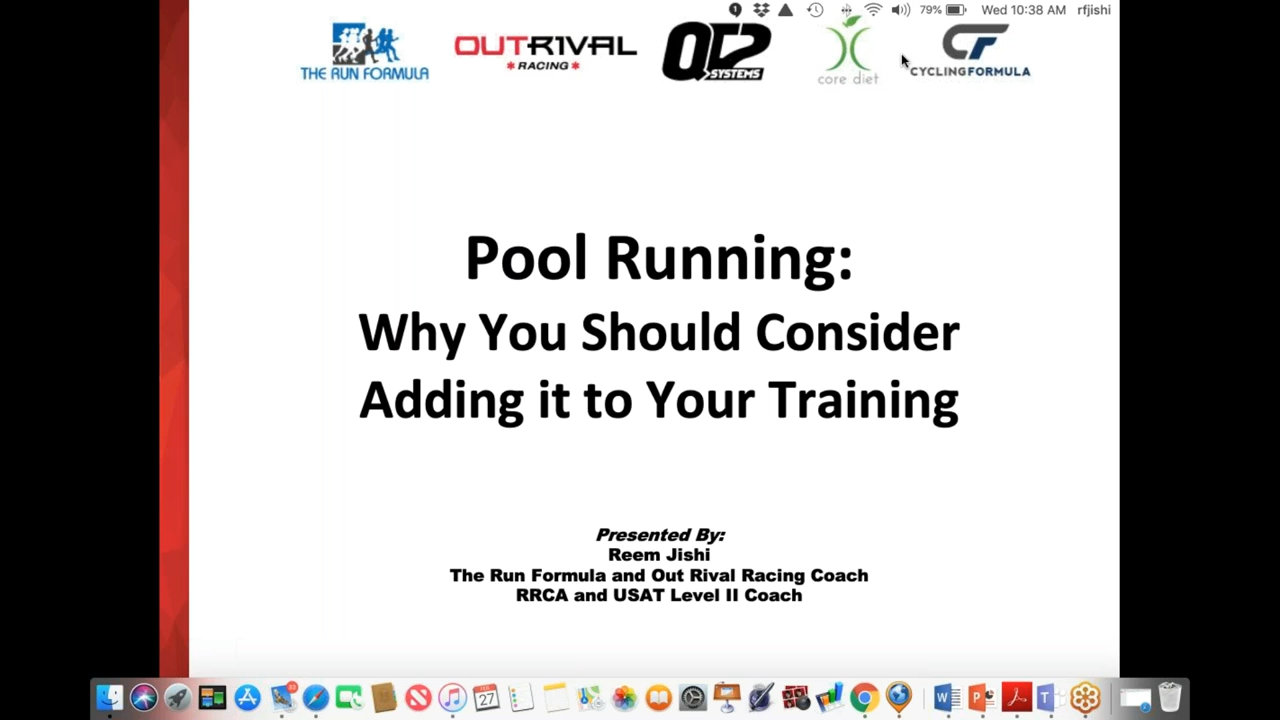 79% Wed 10:38 AM rfjishi
THE RUN FORMULA
OUTRIVAL
RACING
QT2
SYSTEMS
core diet
CF
CYCLINGFORMULA
Pool Running:
Why You Should Consider
Adding it to Your Training
Presented By:
Reem Jishi
The Run Formula and Out Rival Racing Coach
RRCA and USAT Level II Coach
FEB
27